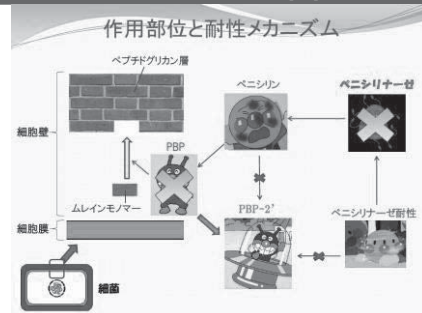 作用部位と耐性メカニズム
ペプチドグリカン層
ペニシリン
ペニシリナーゼ
細胞壁
PBP
ムレインモノマー
PBP-2'
ペニシリナーゼ耐性
細胞膜
細菌